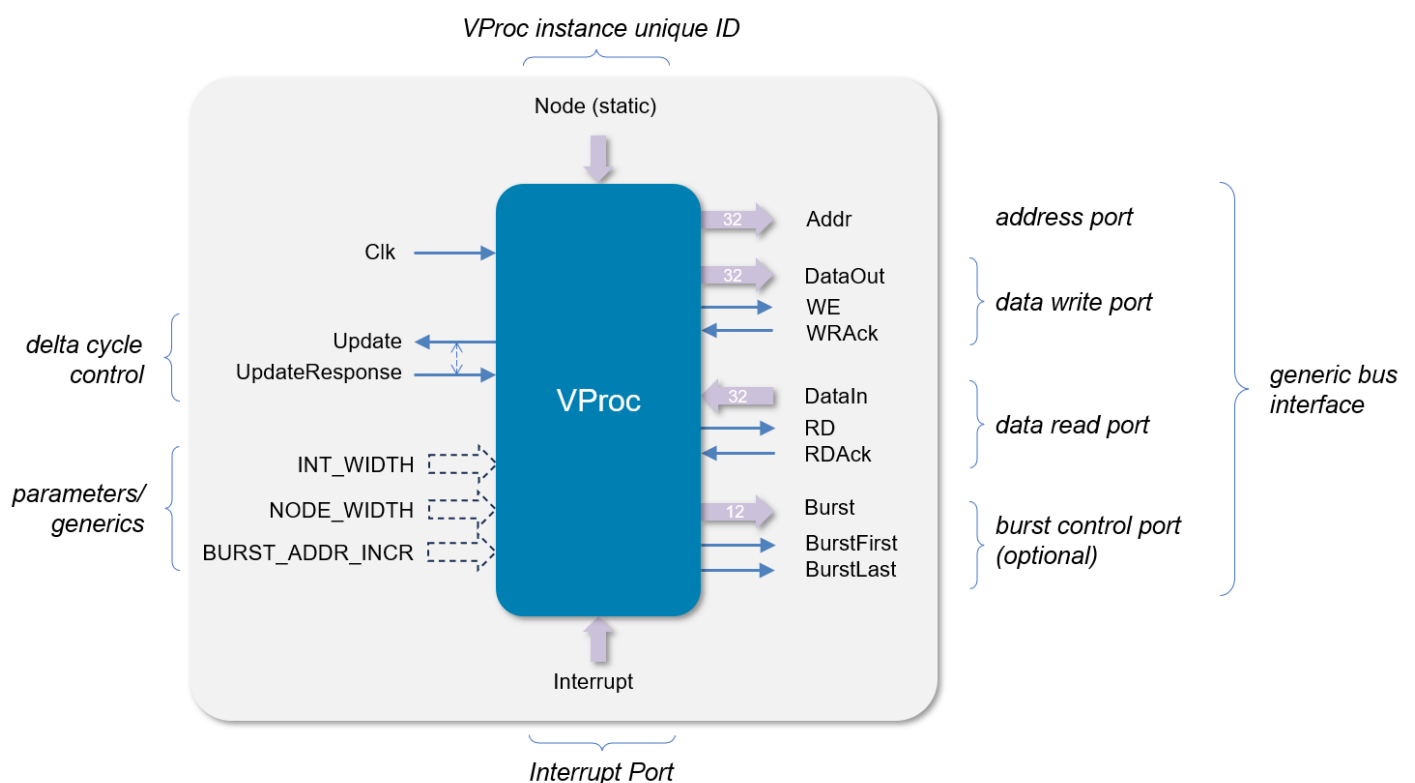 VProc instance unique ID
Node (static)
Clk
Update
UpdateResponse
delta cycle
control
INT_WIDTH
NODE_WIDTH
BURST_ADDR_INCR
parameters/
generics
VProc
32
Addr
address port
32
DataOut
WE
WRAck
data write port
32
DataIn
RD
RDAck
data read port
12
Burst
BurstFirst
BurstLast
burst control port
(optional)
generic bus
interface
Interrupt
Interrupt Port